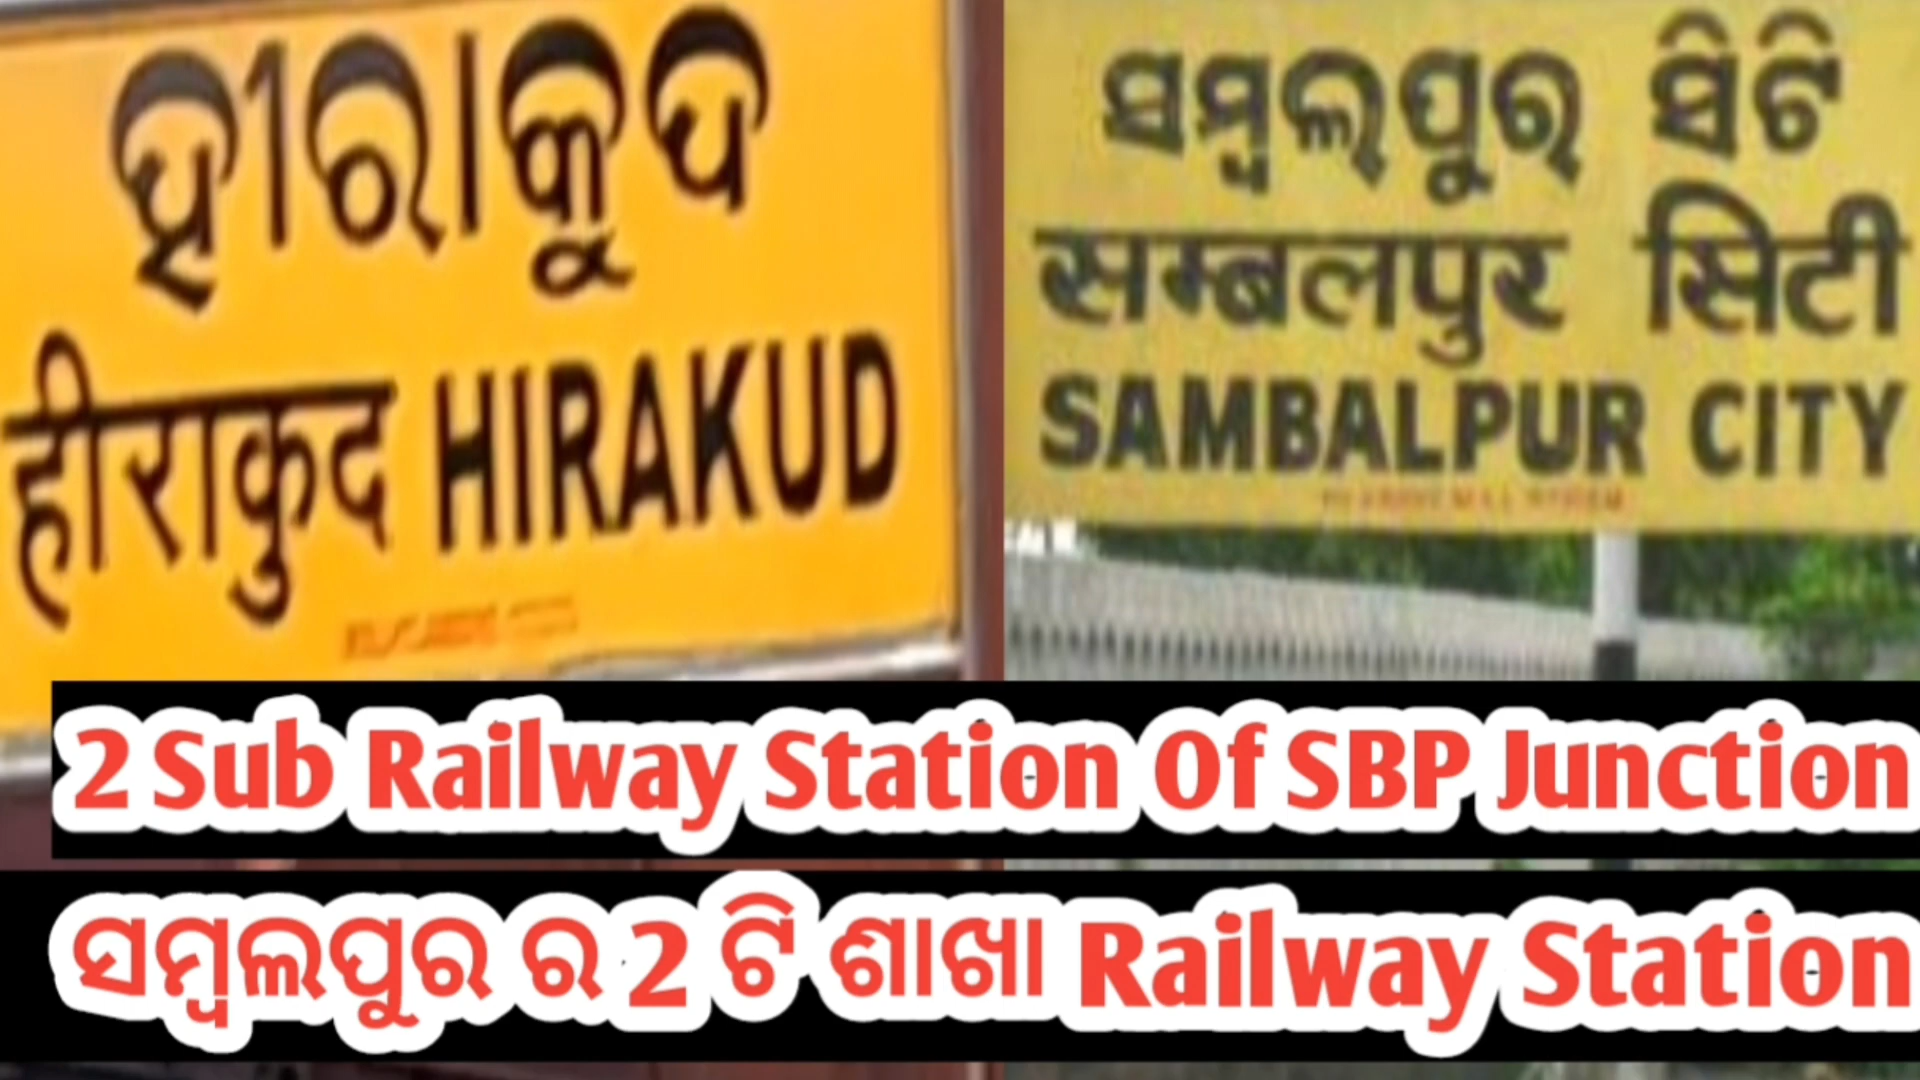 ହୀରାକୁଦ
हीराकुद HIRAKUD
ସମ୍ବଲପୁର ସିଟି
सम्बलपुर सिटी
SAMBALPUR CITY
2 Sub Railway Station Of SBP Junction
ସମ୍ବଲପୁର ର 2 ଟି ଶାଖା Railway Station